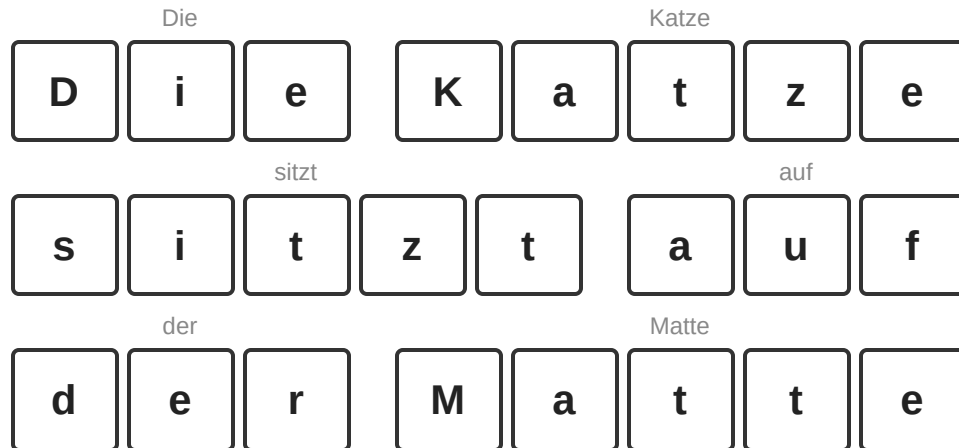 Die Katze
D i e K a t z e
sitzt auf
s i t z t a u f
der Matte
d e r M a t t e